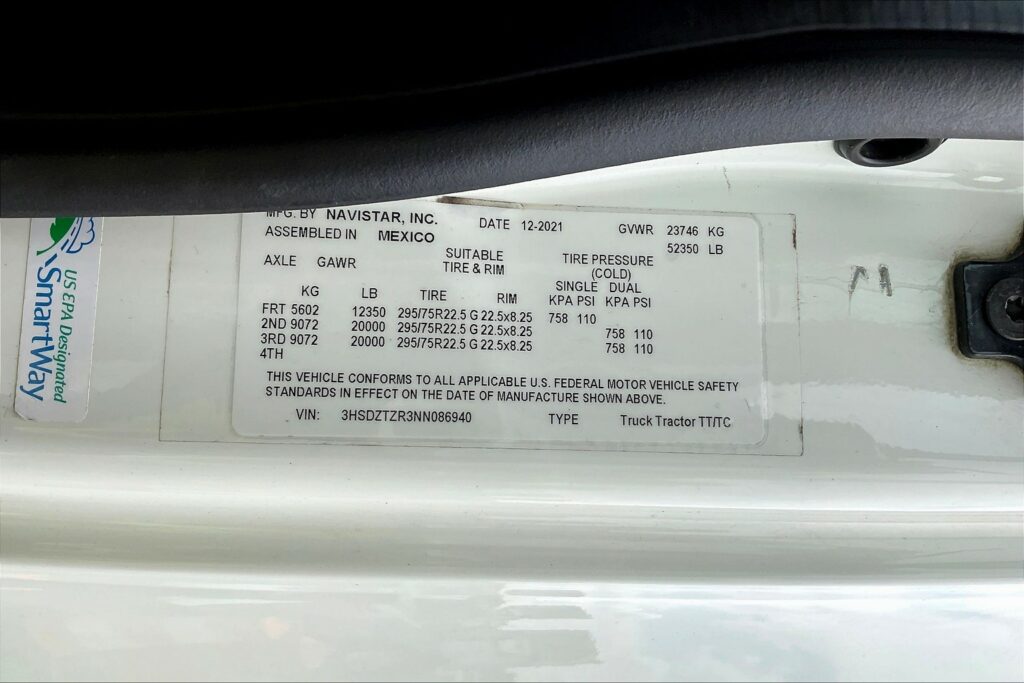 MFG. BY NAVISTAR, INC. DATE 12-2021 GVWR 23746 KG
ASSEMBLED IN MEXICO 52350 LB
AXLE GAWR SUITABLE TIRE PRESSURE
TIRE & RIM (COLD)
SINGLE DUAL
KG LB TIRE RIM KPA PSI KPA PSI
FRT 5602 12350 295/75R22.5 G 22.5x8.25 758 110
2ND 9072 20000 295/75R22.5 G 22.5x8.25 758 110
3RD 9072 20000 295/75R22.5 G 22.5x8.25 758 110
4TH
THIS VEHICLE CONFORMS TO ALL APPLICABLE U.S. FEDERAL MOTOR VEHICLE SAFETY
STANDARDS IN EFFECT ON THE DATE OF MANUFACTURE SHOWN ABOVE.
VIN: 3HSDZTZR3NN086940 TYPE Truck Tractor TT/TC
US EPA Designated
SmartWay